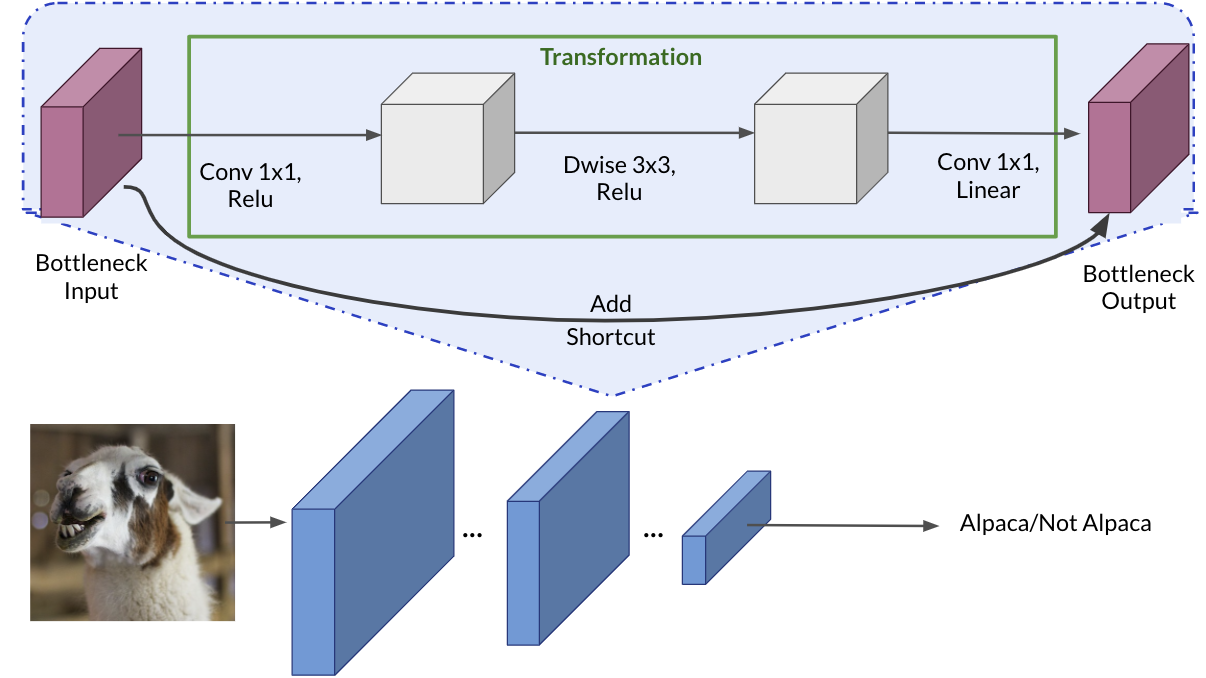 Transformation
Conv 1x1,
Relu
Dwise 3x3,
Relu
Conv 1x1,
Linear
Bottleneck
Input
Bottleneck
Output
Add
Shortcut
...
...
Alpaca/Not Alpaca